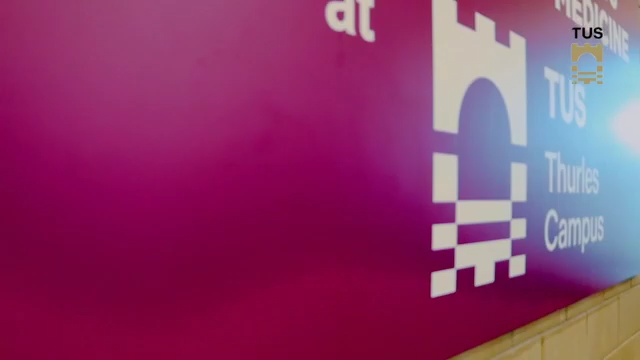 at
MEDICINE
TUS
TUS
Thurles
Campus